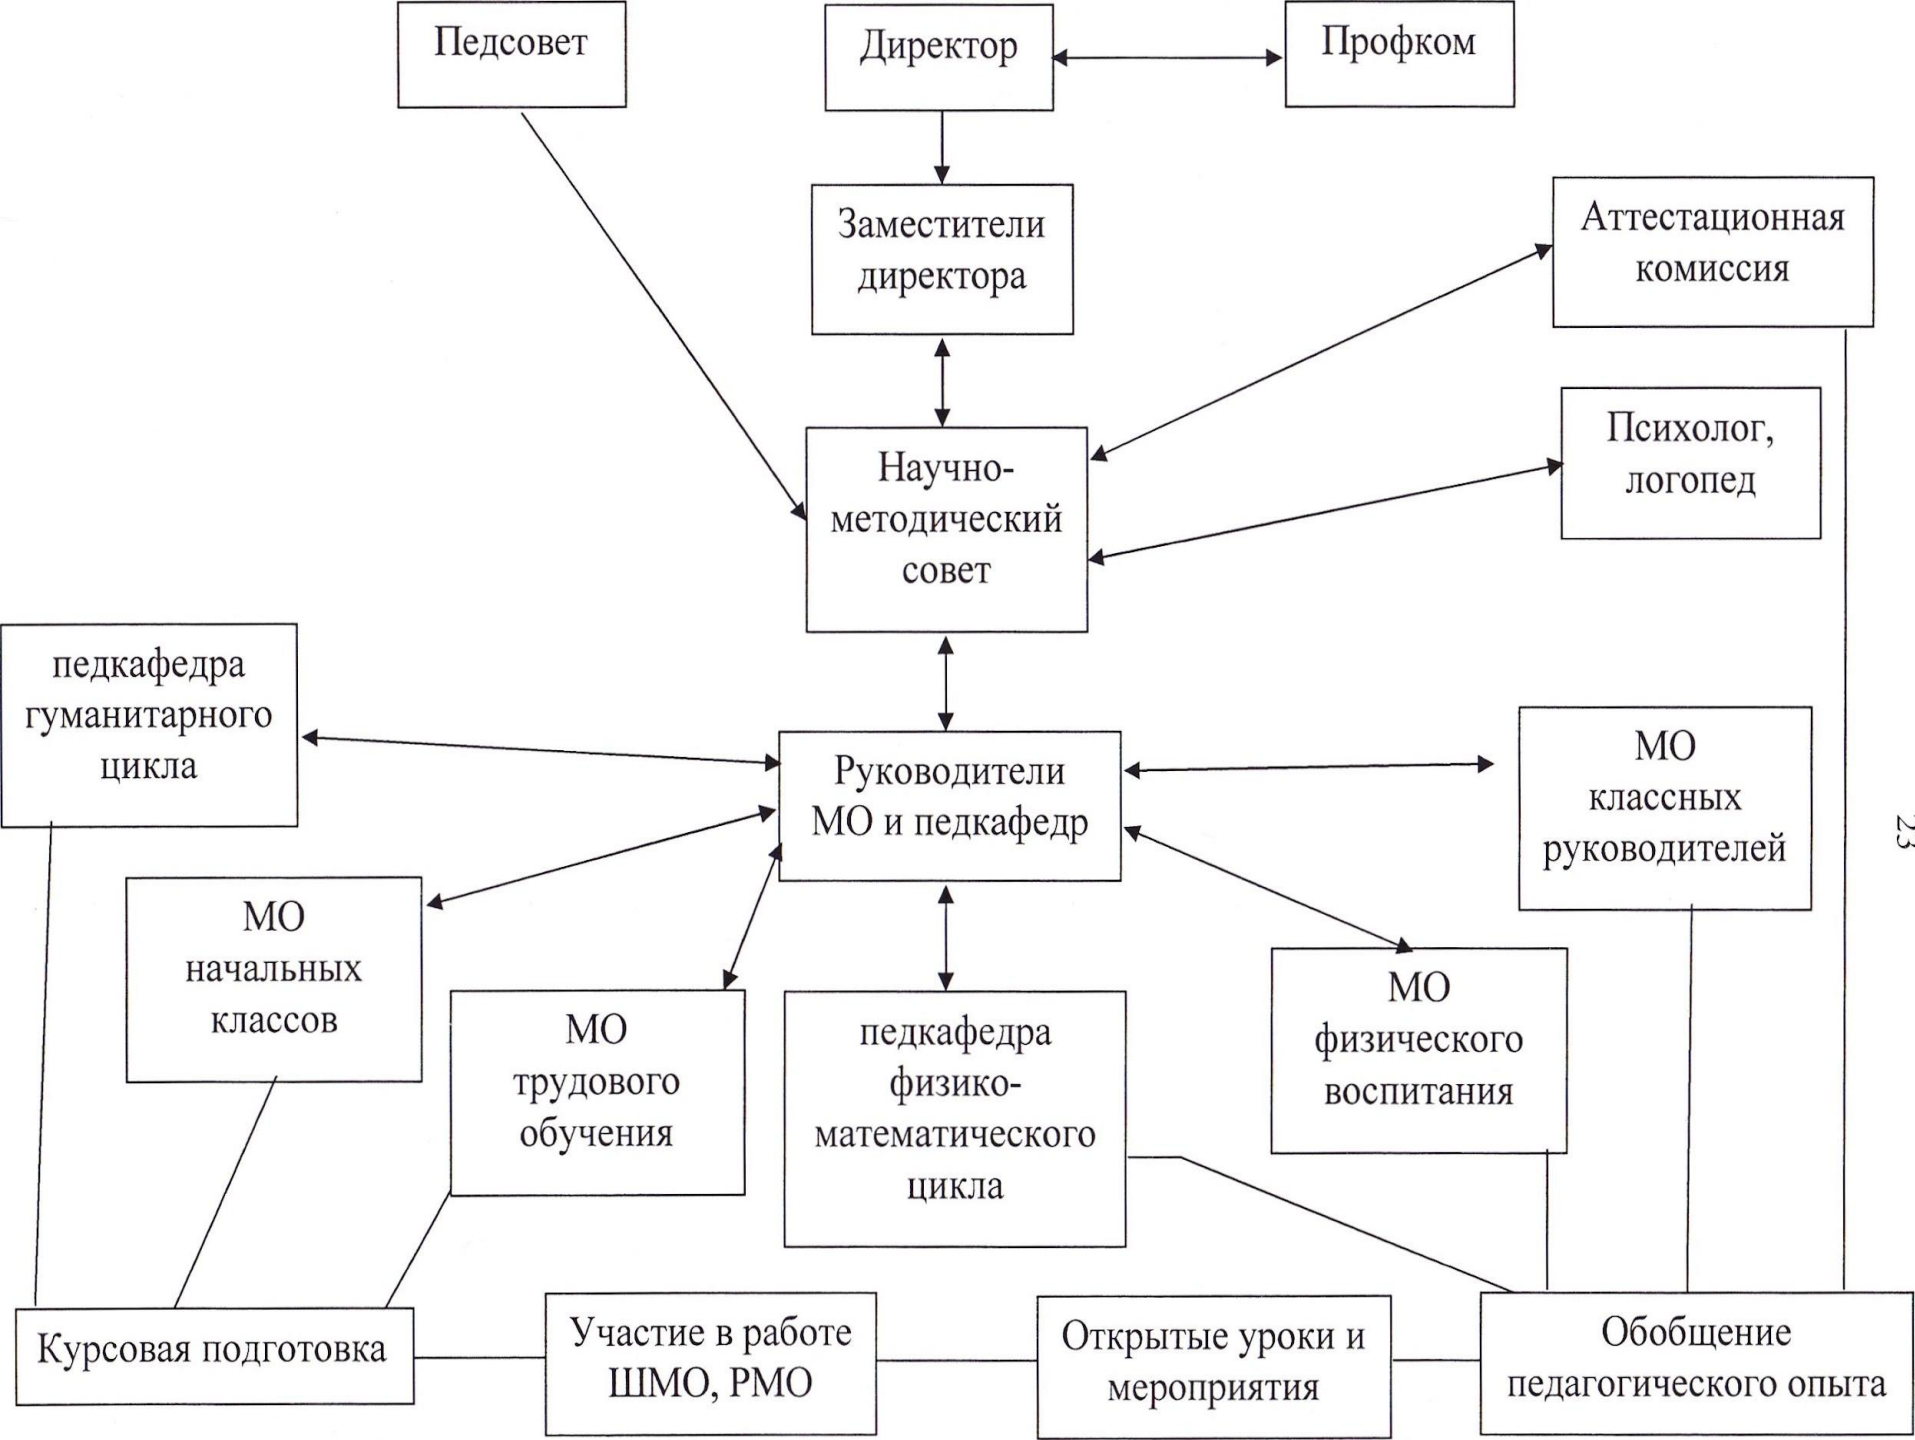 Педсовет
Директор
Профком
Заместители
директора
Аттестационная
комиссия
Психолог,
логопед
Научно-
методический
совет
педкафедра
гуманитарного
цикла
Руководители
МО и педкафедр
МО
классных
руководителей
23
МО
начальных
классов
МО
трудового
обучения
педкафедра
физико-
математического
цикла
МО
физического
воспитания
Курсовая подготовка
Участие в работе
ШМО, РМО
Открытые уроки и
мероприятия
Обобщение
педагогического опыта